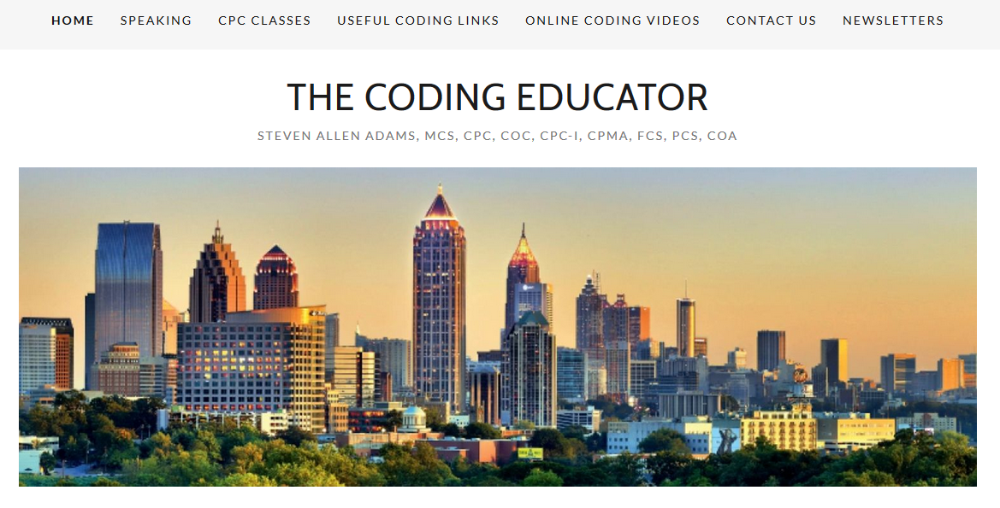 HOME SPEAKING CPC CLASSES USEFUL CODING LINKS ONLINE CODING VIDEOS CONTACT US NEWSLETTERS
THE CODING EDUCATOR
STEVEN ALLEN ADAMS, MCS, CPC, COC, CPC-I, CPMA, FCS, PCS, COA